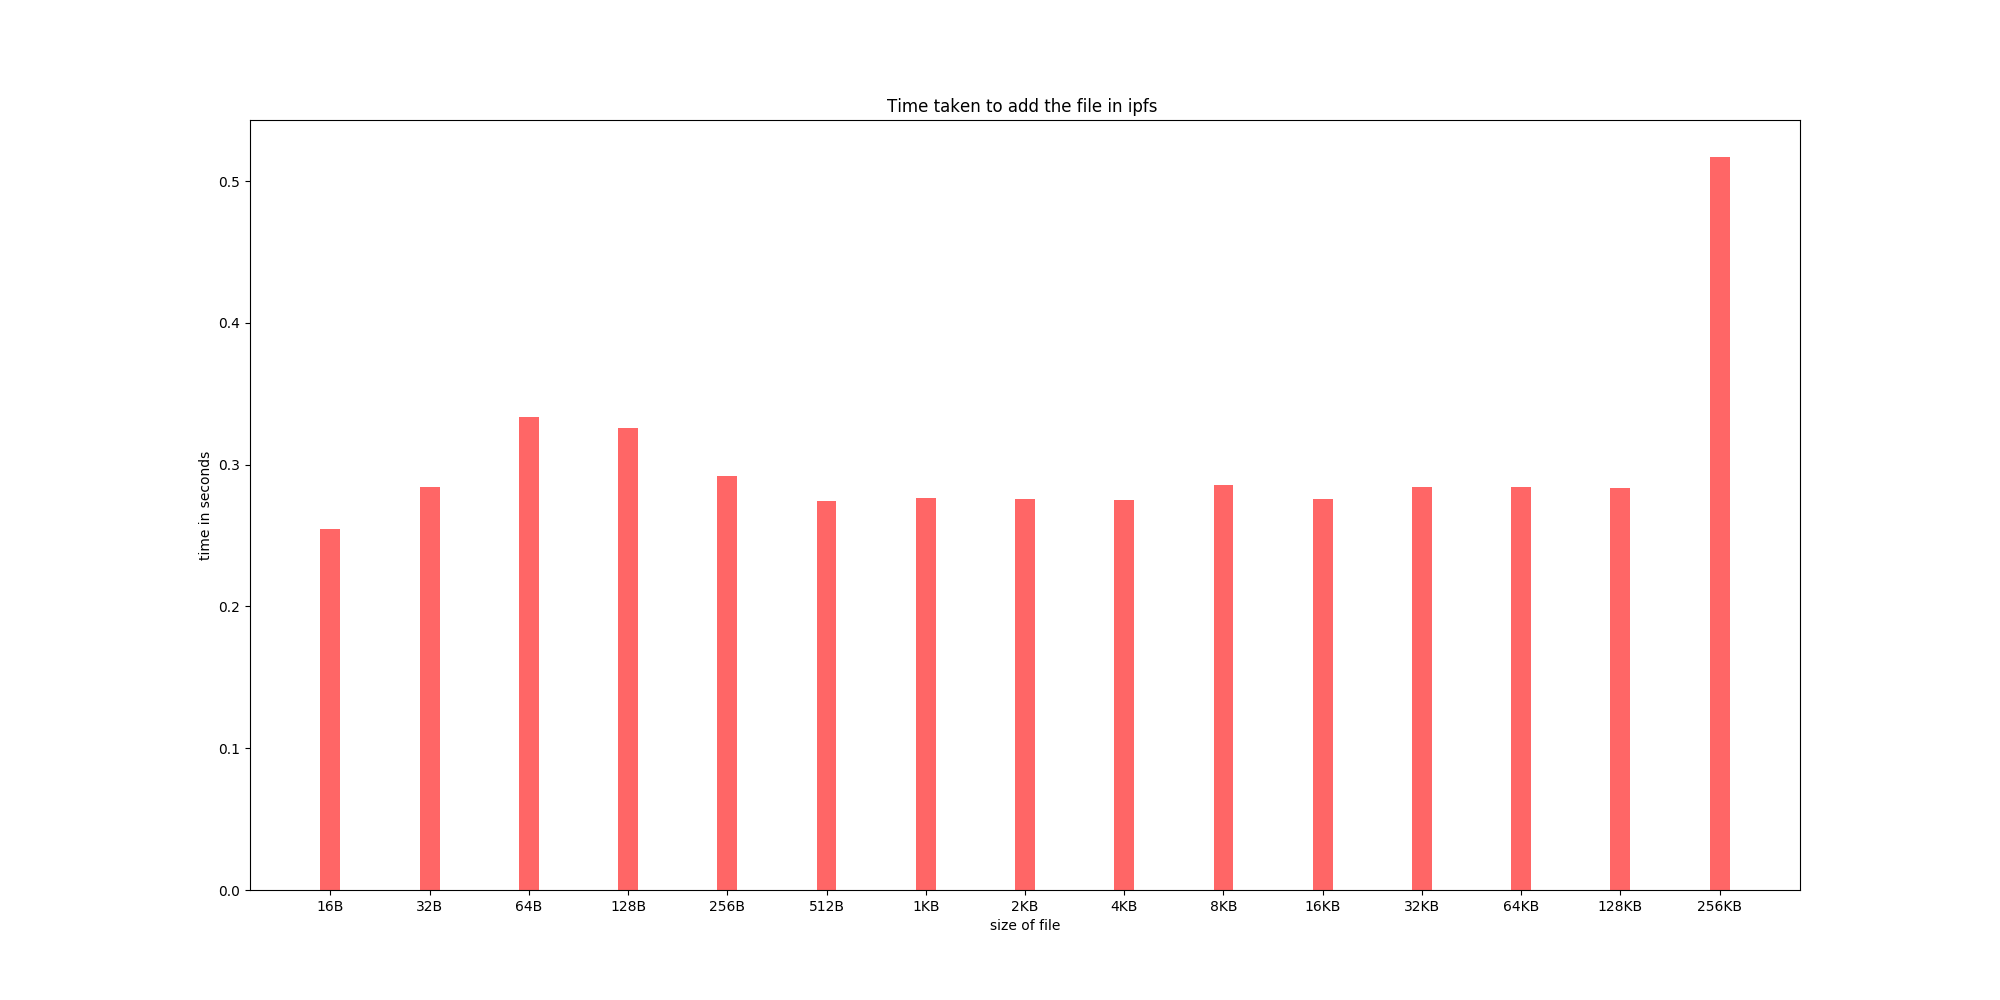 Time taken to add the file in ipfs
time in seconds
0.5
0.4
0.3
0.2
0.1
0.0
16B 32B 64B 128B 256B 512B 1KB 2KB 4KB 8KB 16KB 32KB 64KB 128KB 256KB
size of file